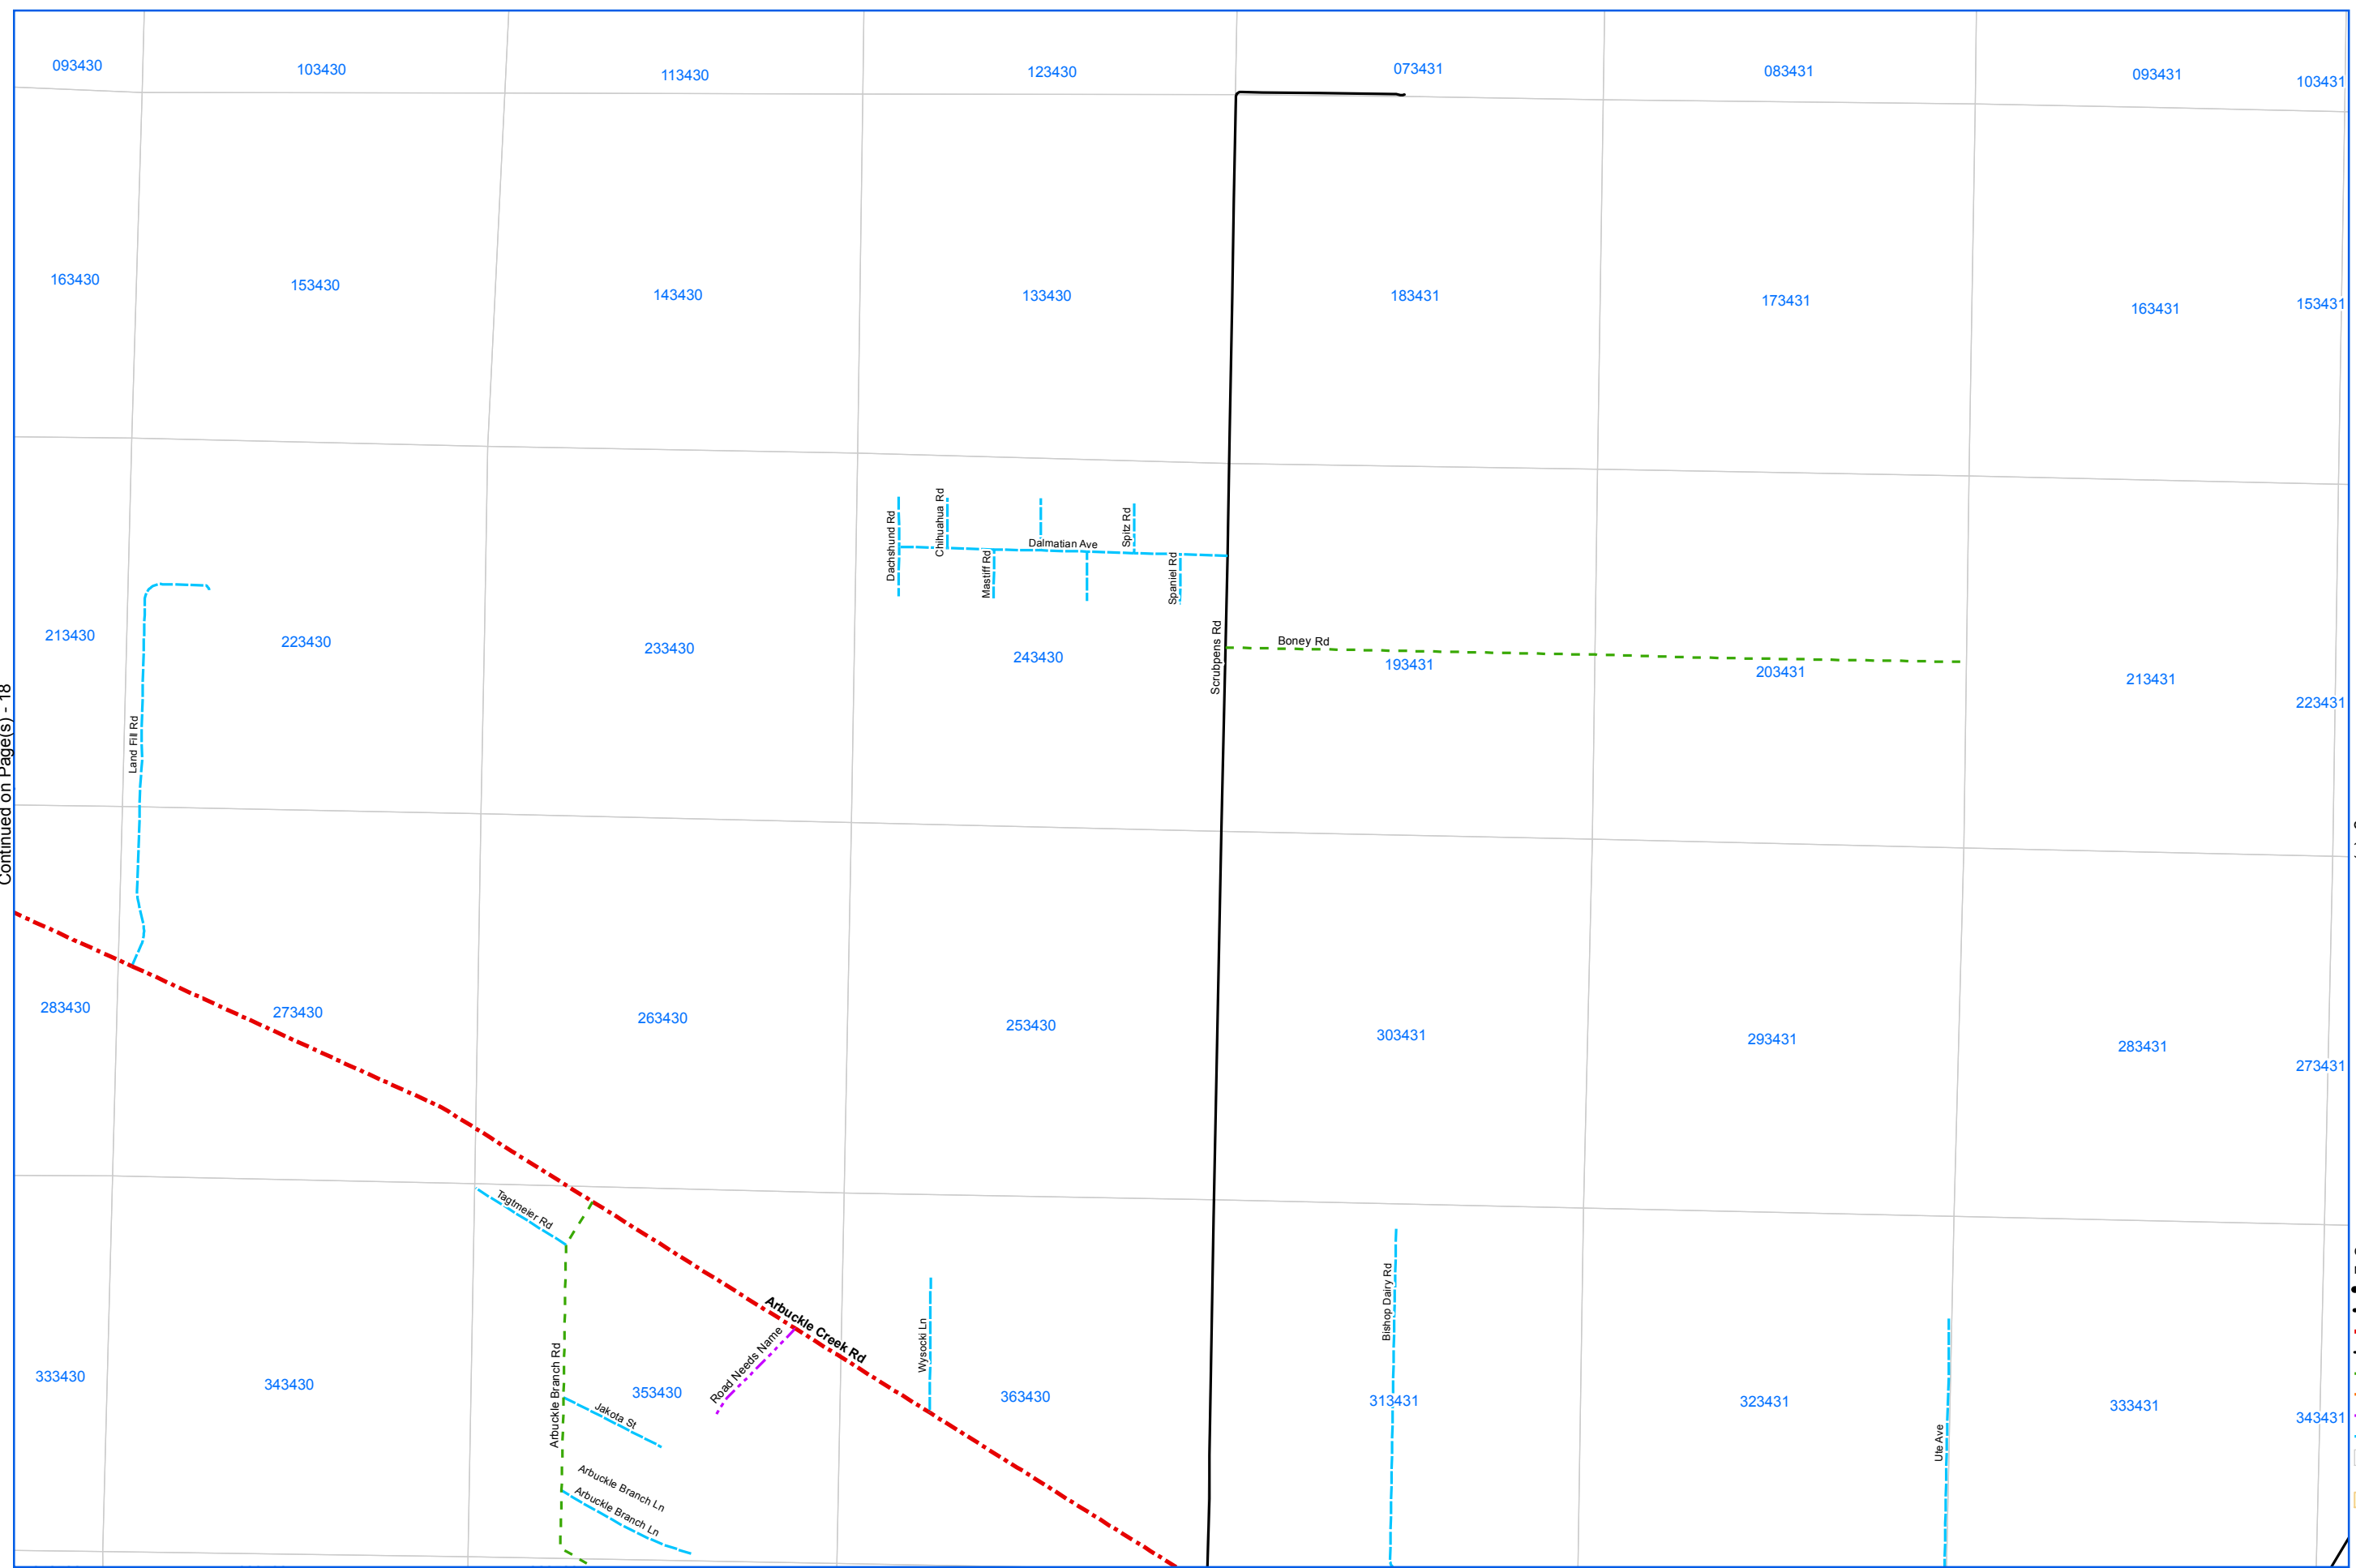 093430
103430
113430
123430
073431
083431
093431
103431
163430
153430
143430
133430
183431
173431
163431
153431
Dachshund Rd
Chihuahua Rd
Mastiff Rd
Dalmatian Ave
Spitz Rd
Spaniel Rd
Scrubpens Rd
Boney Rd
213430
223430
233430
243430
193431
203431
213431
223431
Land Fill Rd
Continued on Page(s) - 18
283430
273430
263430
253430
303431
293431
283431
273431
Tagtmeier Rd
Arbuckle Creek Rd
Road Needs Name
Wysocki Ln
Bishop Dairy Rd
Arbuckle Branch Rd
333430
343430
353430
363430
313431
323431
333431
343431
Jakota St
Ute Ave
Arbuckle Branch Ln
Arbuckle Branch Ln